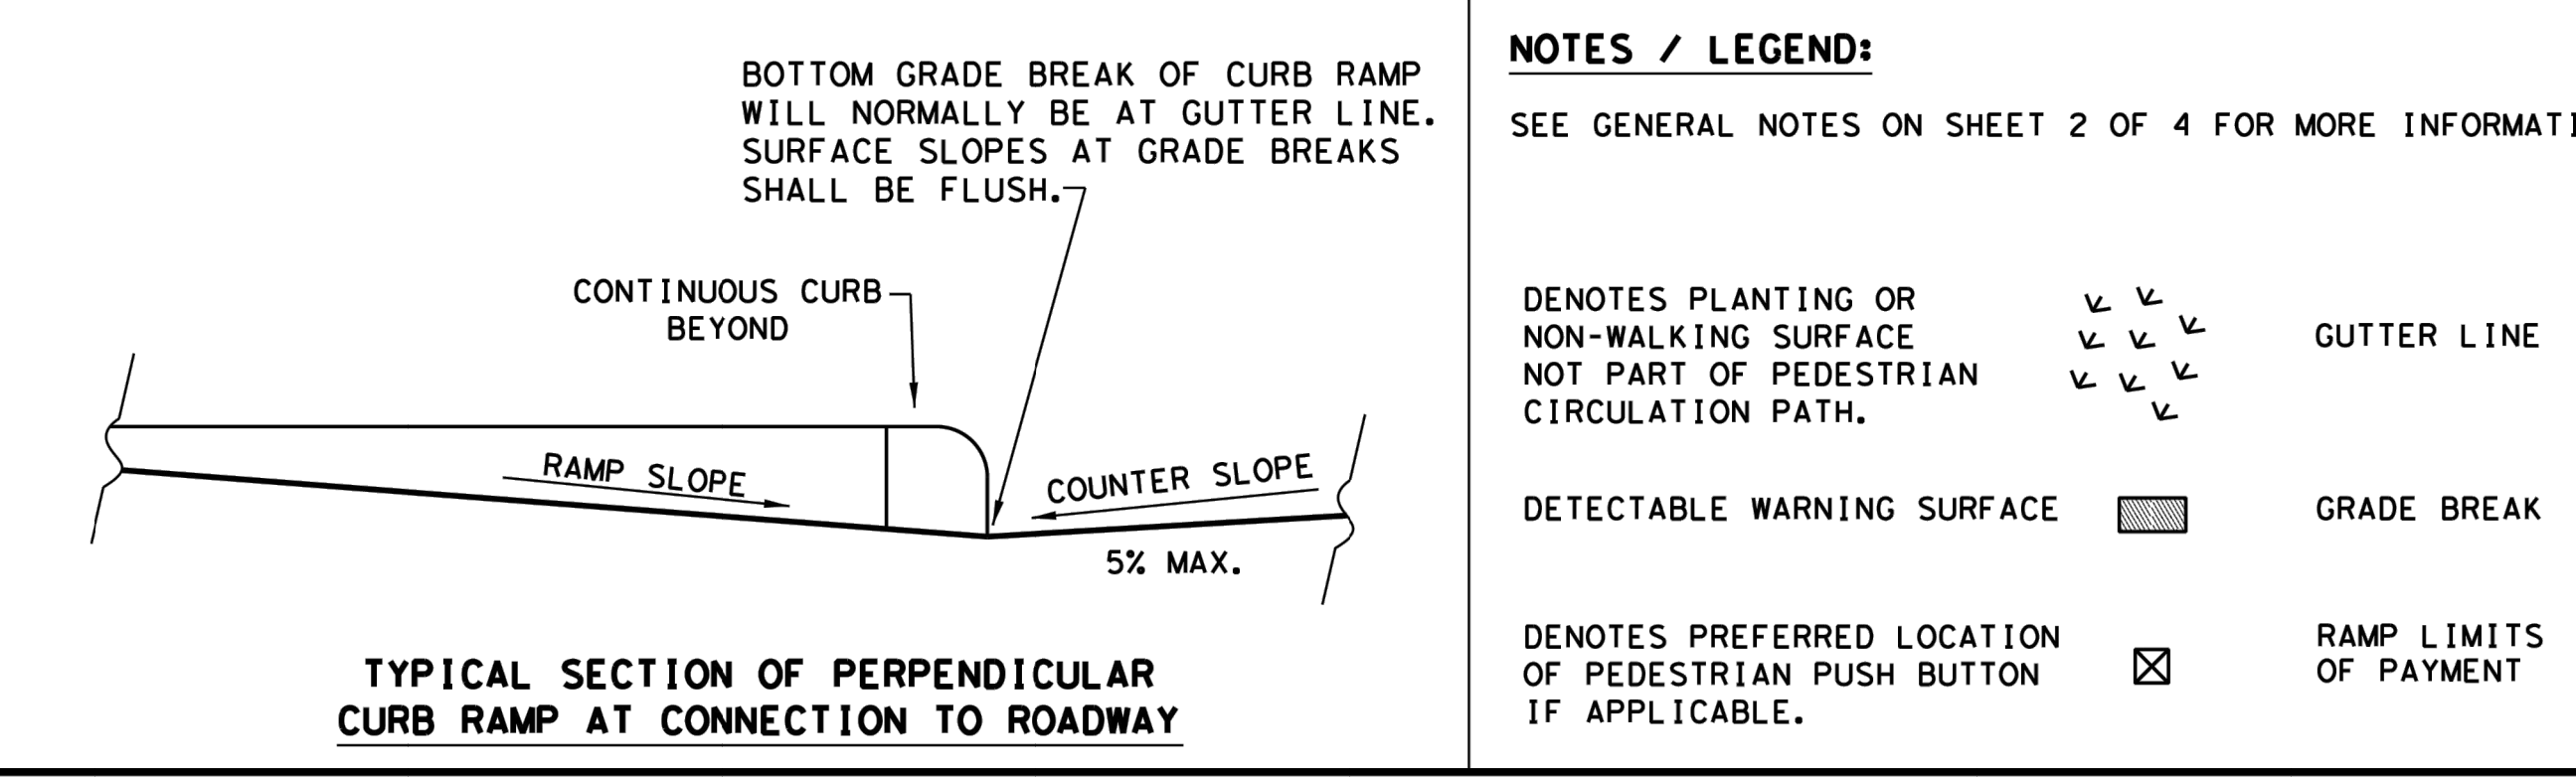 BOTTOM GRADE BREAK OF CURB RAMP
WILL NORMALLY BE AT GUTTER LINE.
SURFACE SLOPES AT GRADE BREAKS
SHALL BE FLUSH.
CONTINUOUS CURB
BEYOND
RAMP SLOPE
COUNTER SLOPE
5% MAX.
TYPICAL SECTION OF PERPENDICULAR
CURB RAMP AT CONNECTION TO ROADWAY
NOTES / LEGEND:
SEE GENERAL NOTES ON SHEET 2 OF 4 FOR MORE
DENOTES PLANTING OR
NON-WALKING SURFACE
NOT PART OF PEDESTRIAN
CIRCULATION PATH.
GUTTER LINE
DETECTABLE WARNING SURFACE
GRADE BREAK
DENOTES PREFERRED LOCATION
OF PEDESTRIAN PUSH BUTTON
IF APPLICABLE.
RAMP LIMITS
OF PAYMENT